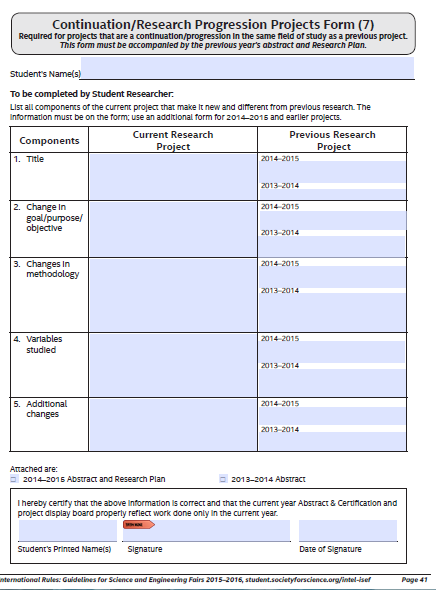 Continuation/Research Progression Projects Form (7)
Required for projects that are a continuation/progression in the same field of study as a previous project.
This form must be accompanied by the previous year's abstract and Research Plan.
Student's Name(s)
To be completed by Student Researcher:
List all components of the current project that make it new and different from previous research. The
information must be on the form; use an additional form for 2014–2015 and earlier projects.
Components
Current Research
Project
Previous Research
Project
1. Title
2014–2015
2013–2014
2. Change in
goal/purpose/
objective
2014–2015
2013–2014
3. Changes in
methodology
2014–2015
2013–2014
4. Variables
studied
2014–2015
2013–2014
5. Additional
changes
2014–2015
2013–2014
Attached are:
2014–2015 Abstract and Research Plan
2013–2014 Abstract
I hereby certify that the above information is correct and that the current year Abstract & Certification and
project display board properly reflect work done only in the current year.
Student's Printed Name(s)
Signature
Date of Signature
nternational Rules: Guidelines for Science and Engineering Fairs 2015–2016, student.societyforscience.org/intel-isef
Page 41